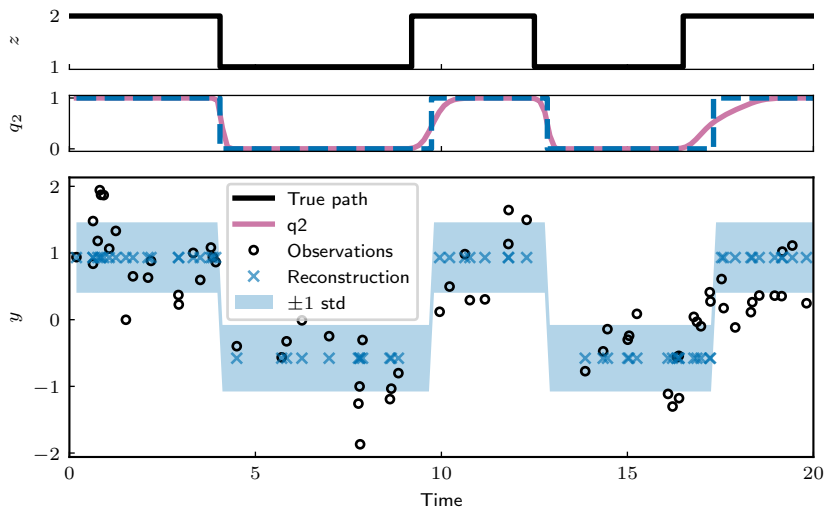 z
2
1
q2
1
0
y
2
1
0
−1
−2
True path
q2
Observations
Reconstruction
±1 std
0
5
10
15
20
Time